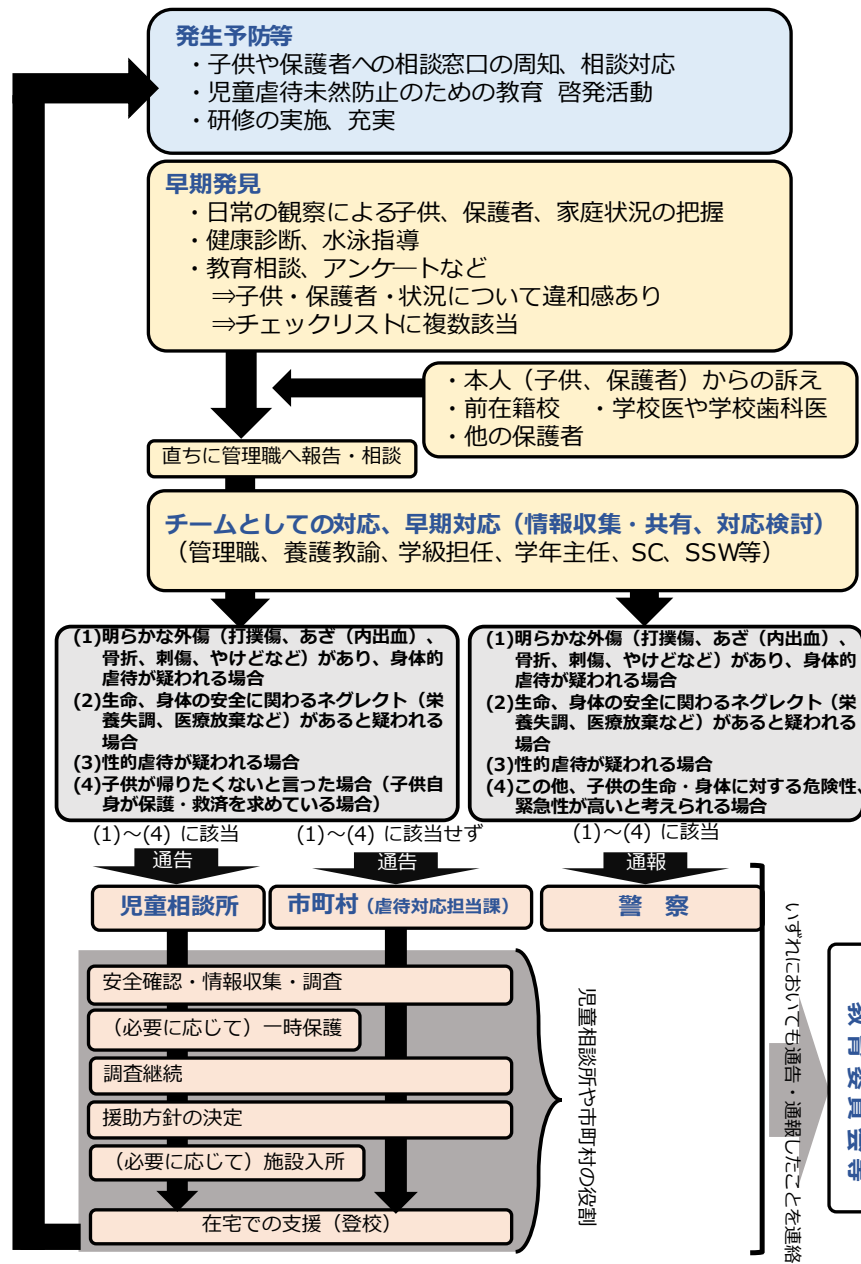 発生予防等
・子供や保護者への相談窓口の周知、相談対応
・児童虐待未然防止のための教育、啓発活動
・研修の実施、充実
早期発見
・日常の観察による子供、保護者、家庭状況の把握
・健康診断、水泳指導
・教育相談、アンケートなど
⇒子供・保護者・状況について違和感あり
⇒チェックリストに複数該当
・本人（子供、保護者）からの訴え
・前在籍校　・学校医や学校歯科医
・他の保護者
直ちに管理職へ報告・相談
チームとしての対応、早期対応（情報収集・共有、対応検討）
（管理職、養護教諭、学級担任、学年主任、SC、SSW等）
(1)明らかな外傷（打撲傷、あざ（内出血）、
骨折、刺傷、やけどなど）があり、身体的
虐待が疑われる場合
(2)生命、身体の安全に関わるネグレクト（栄
養失調、医療放棄など）があると疑われる
場合
(3)性的虐待が疑われる場合
(4)子供が帰りたくないと言った場合（子供自
身が保護・救済を求めている場合）
(1)明らかな外傷（打撲傷、あざ（内出血）、
骨折、刺傷、やけどなど）があり、身体的
虐待が疑われる場合
(2)生命、身体の安全に関わるネグレクト（栄
養失調、医療放棄など）があると疑われる
場合
(3)性的虐待が疑われる場合
(4)この他、子供の生命・身体に対する危険性、
緊急性が高いと考えられる場合
(1)～(4) に該当
(1)～(4) に該当せず
(1)～(4) に該当
通告
通告
通報
児童相談所
市町村（虐待対応担当課）
警　察
安全確認・情報収集・調査
（必要に応じて）一時保護
調査継続
援助方針の決定
（必要に応じて）施設入所
在宅での支援（登校）
児童相談所や市町村の役割
いずれにおいても通告・通報したことを連絡
教育委員会等